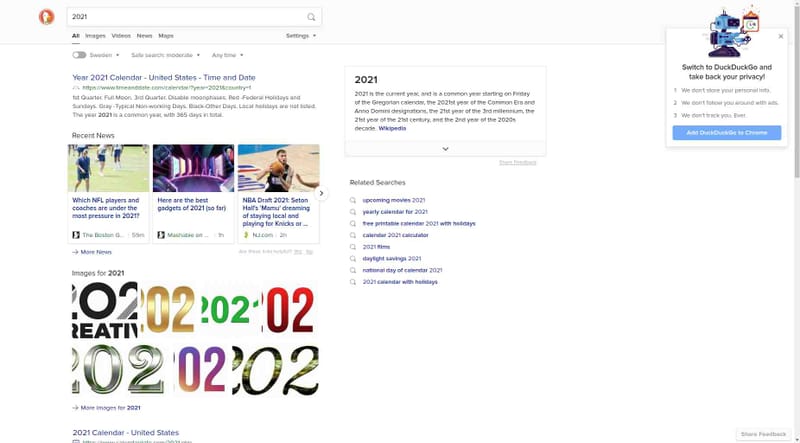 2021
All Images Videos News Maps
Settings
Sweden
Safe search: moderate
Any time
Year 2021 Calendar - United States - Time and Date
https://www.timeanddate.com/calendar/?year=2021&country=1
1st Quarter. Full Moon. 3rd Quarter. Disable moonphases. Red -Federal Holidays and
Sundays. Gray -Typical Non-working Days. Black-Other Days. Local holidays are not listed.
The year 2021 is a common year, with 365 days in total.
Recent News
Which NFL players and
coaches are under the
most pressure in 2021?
The Boston G... 59m
Here are the best
gadgets of 2021 (so far)
Mashable on ... 1h
NBA Draft 2021: Seton
Hall's 'Mamu' dreaming
of staying local and
playing for Knicks or ...
NJ.com 2h
More News
Are these links helpful? Yes No
Images for 2021
202
REATIV
202
2021
202
202
202
202
More Images for 2021
2021 Calendar - United States
2021
2021 is the current year, and is a common year starting on Friday
of the Gregorian calendar, the 2021st year of the Common Era and
Anno Domini designations, the 21st year of the 3rd millennium, the
21st year of the 21st century, and the 2nd year of the 2020s
decade. Wikipedia
Share Feedback
Related Searches
upcoming movies 2021
yearly calendar for 2021
free printable calendar 2021 with holidays
calendar 2021 calculator
2021 films
daylight savings 2021
national day of calendar 2021
2021 calendar with holidays
Switch to DuckDuckGo and
take back your privacy!
1 We don't store your personal info.
2 We don't follow you around with ads.
3 We don't track you. Ever.
Add DuckDuckGo to Chrome
Share Feedback